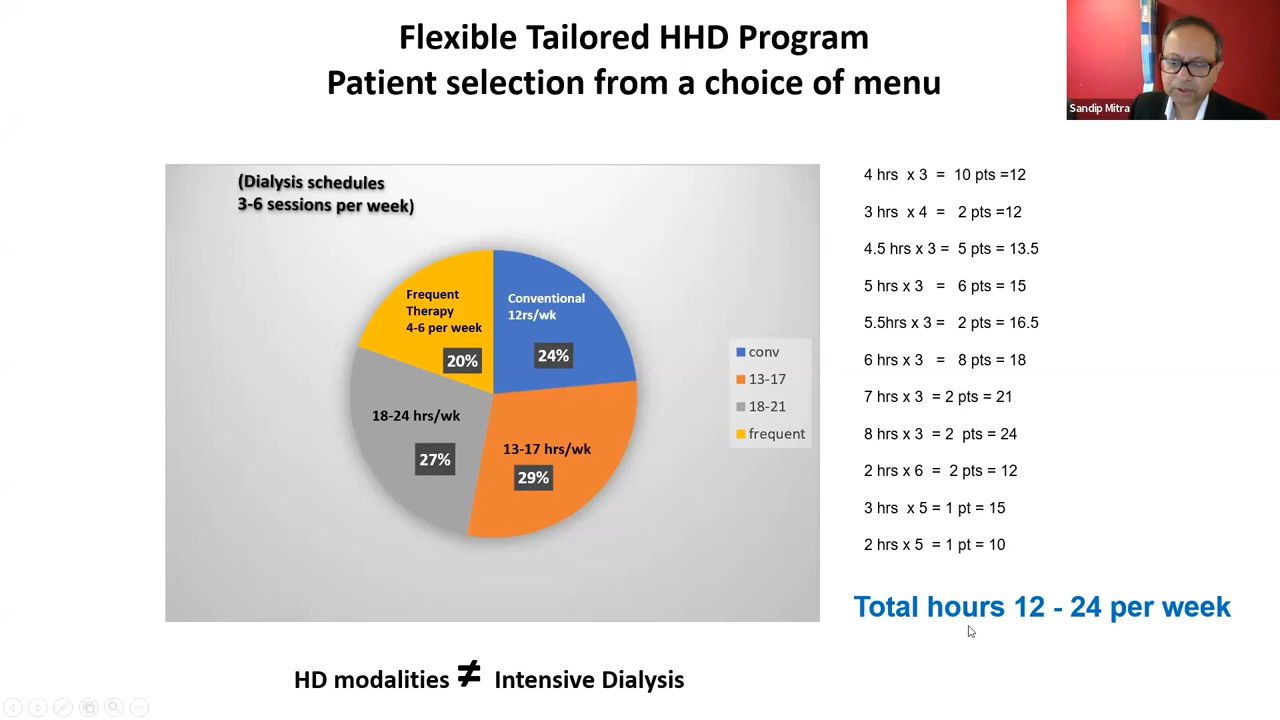 Flexible Tailored HHD Program
Patient selection from a choice of menu
Sandip Mitra
(Dialysis schedules
3-6 sessions per week)
Frequent
Therapy
4-6 per week
20%
Conventional
12rs/wk
24%
18-24 hrs/wk
27%
13-17 hrs/wk
29%
conv
13-17
18-21
frequent
4 hrs x 3 = 10 pts =12
3 hrs x 4 = 2 pts =12
4.5 hrs x 3 = 5 pts = 13.5
5 hrs x 3 = 6 pts = 15
5.5hrs x 3 = 2 pts = 16.5
6 hrs x 3 = 8 pts = 18
7 hrs x 3 = 2 pts = 21
8 hrs x 3 = 2 pts = 24
2 hrs x 6 = 2 pts = 12
3 hrs x 5 = 1 pt = 15
2 hrs x 5 = 1 pt = 10
Total hours 12 - 24 per week
HD modalities ≠ Intensive Dialysis